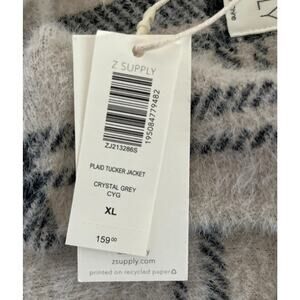 Z SUPPLY
195084779482
ZJ213286S
PLAID TUCKER JACKET
CRYSTAL GREY
CYG
XL
159.00
zsupply.com
printed on recycled paper